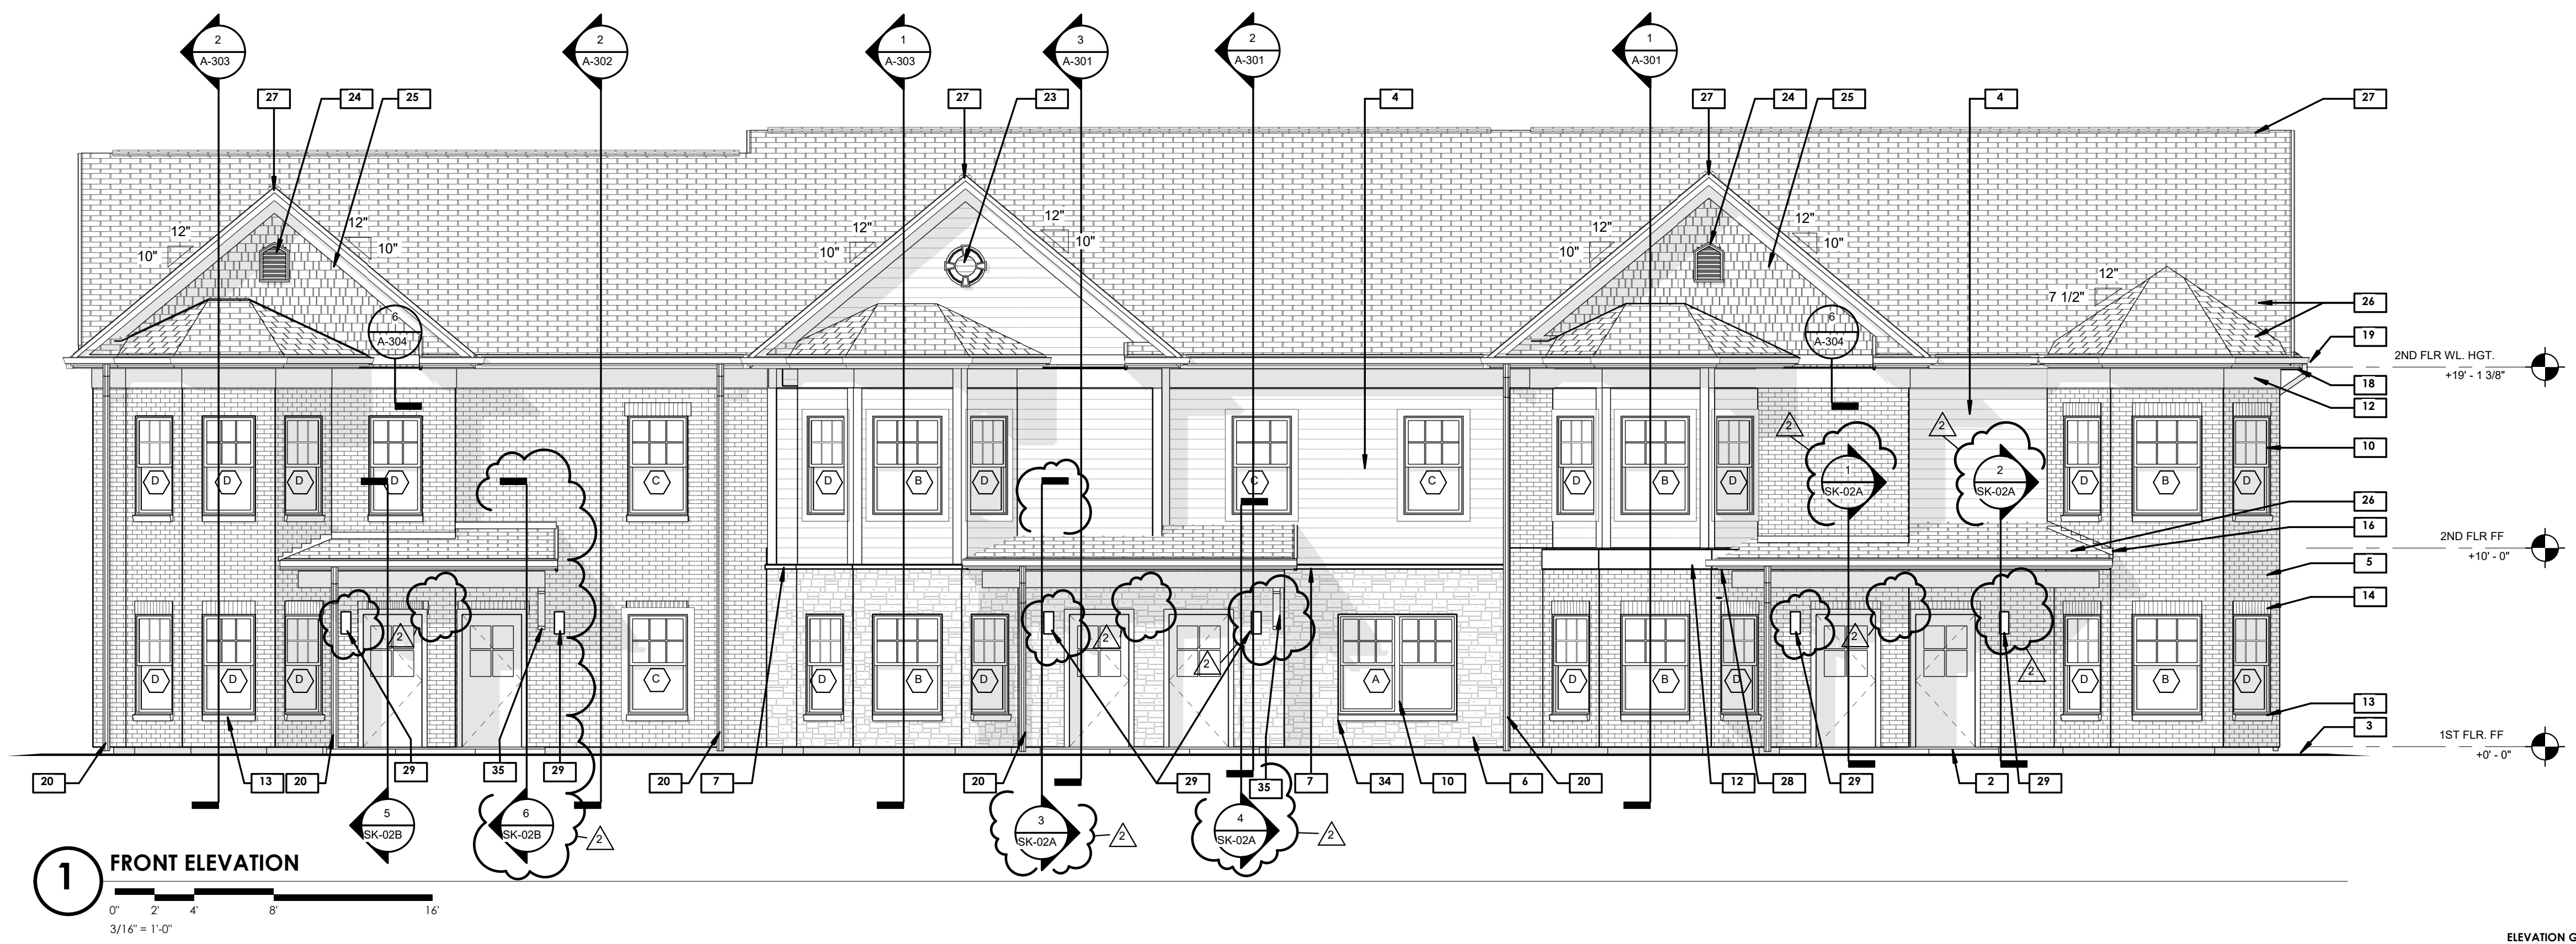 2
A-303
2
A-302
1
A-303
3
A-301
2
A-301
1
A-301
27
24
25
27
23
4
27
24
25
4
27
12"
10"
12"
10"
12"
10"
12"
10"
12"
10"
12"
10"
12"
7 1/2"
6
A-304
6
A-304
26
19
2ND FLR WL. HGT.
+19' - 1 3/8"
18
12
10
26
16
2ND FLR FF
+10' - 0"
5
14
13
3
1ST FLR. FF
+0' - 0"
D
D
D
D
C
D
B
D
C
C
D
B
D
D
B
D
2
2
1
SK-02A
2
SK-02A
D
D
D
C
D
B
D
A
D
B
D
D
B
D
2
2
2
2
2
20
13
20
29
35
29
20
7
20
29
35
7
34
10
6
20
12
28
29
2
29
5
SK-02B
6
SK-02B
2
3
SK-02A
2
4
SK-02A
2
1
FRONT ELEVATION
0" 2' 4' 8' 16'
3/16" = 1'-0"
ELEVATION G